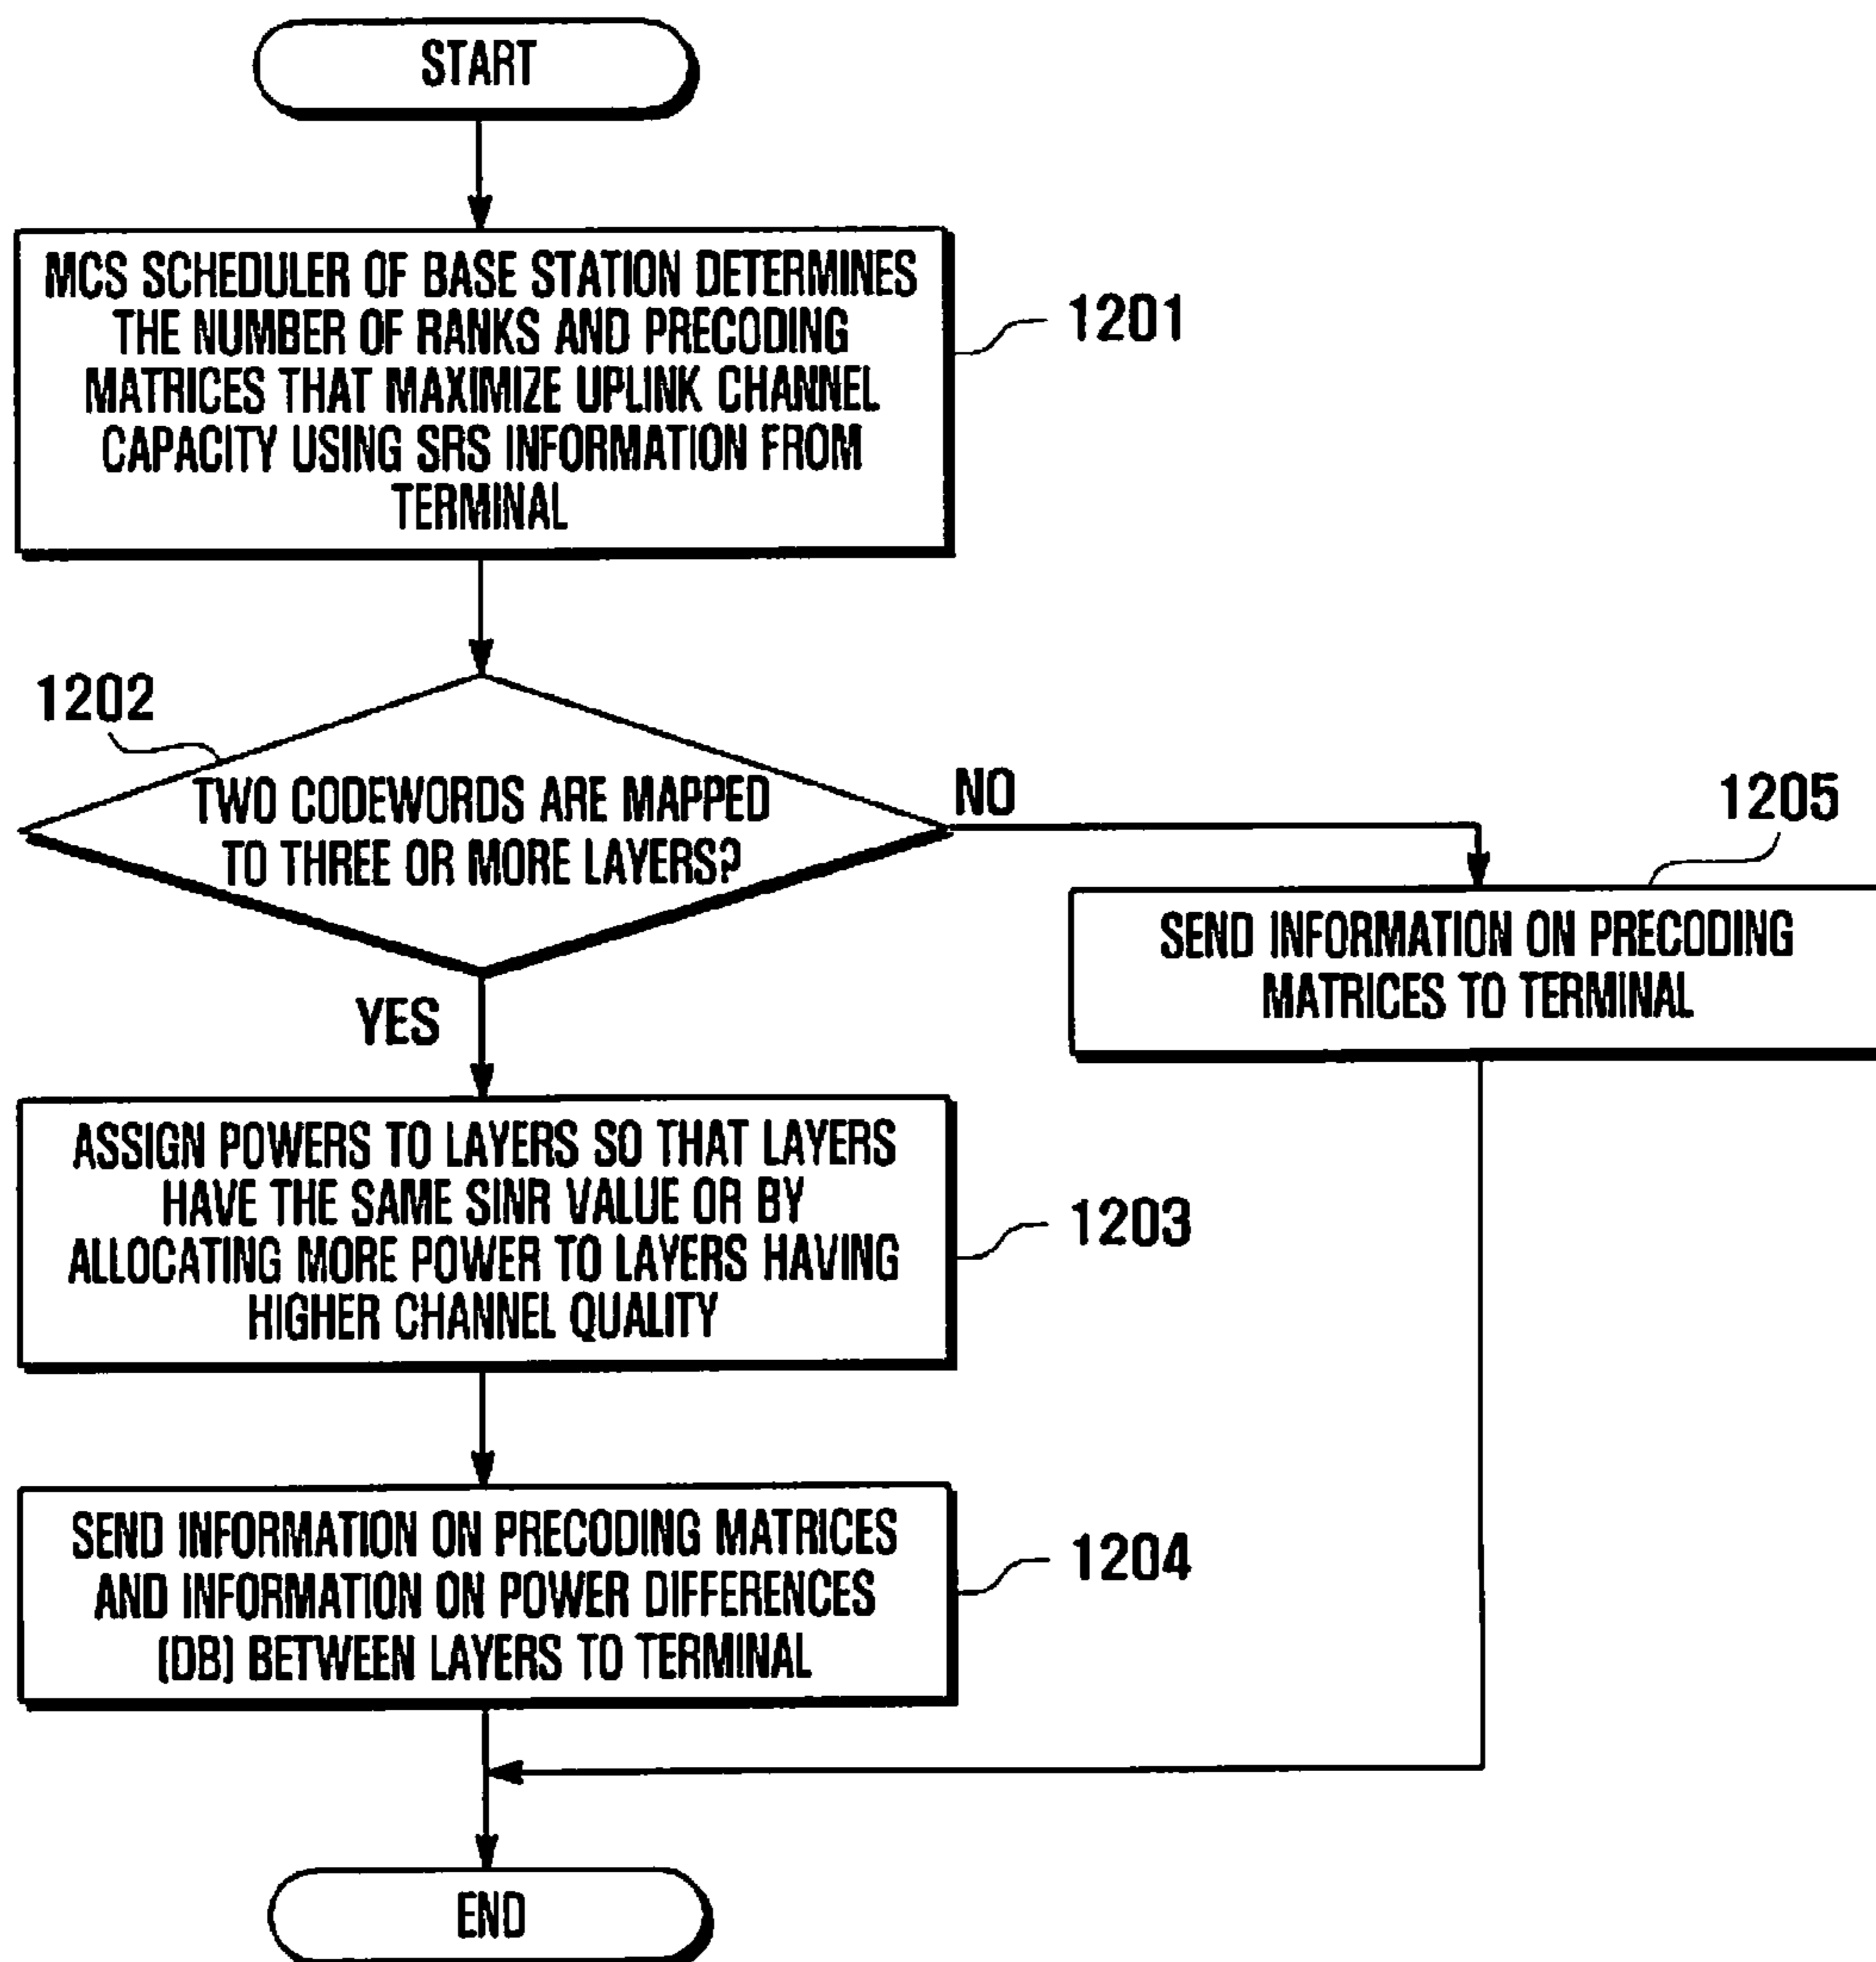 START
MCS SCHEDULER OF BASE STATION DETERMINES
THE NUMBER OF RANKS AND PRECODING
MATRICES THAT MAXIMIZE UPLINK CHANNEL
CAPACITY USING SRS INFORMATION FROM
TERMINAL
1201
1202
TWO CODEWORDS ARE MAPPED
TO THREE OR MORE LAYERS?
NO
1205
SEND INFORMATION ON PRECODING
MATRICES TO TERMINAL
YES
ASSIGN POWERS TO LAYERS SO THAT LAYERS
HAVE THE SAME SINR VALUE OR BY
ALLOCATING MORE POWER TO LAYERS HAVING
HIGHER CHANNEL QUALITY
1203
SEND INFORMATION ON PRECODING MATRICES
AND INFORMATION ON POWER DIFFERENCES
(DB) BETWEEN LAYERS TO TERMINAL
1204
END